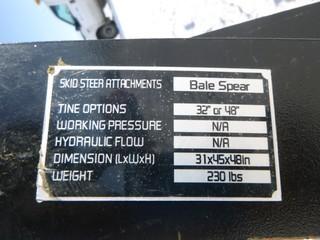 SKID STEER ATTACHMENTS Bale Spear
TINE OPTIONS 32" or 48"
WORKING PRESSURE N/A
HYDRAULIC FLOW N/A
DIMENSION (LxWxH) 31x45x48in
WEIGHT 230 lbs